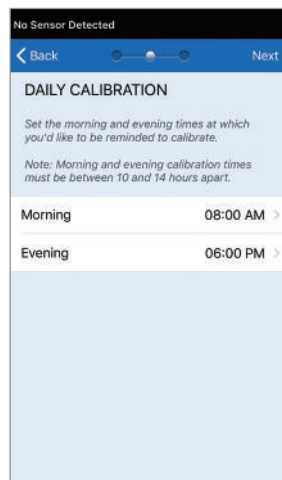 No Sensor Detected
Back
Next
DAILY CALIBRATION
Set the morning and evening times at which
you'd like to be reminded to calibrate.
Note: Morning and evening calibration times
must be between 10 and 14 hours apart.
Morning 08:00 AM
Evening 06:00 PM